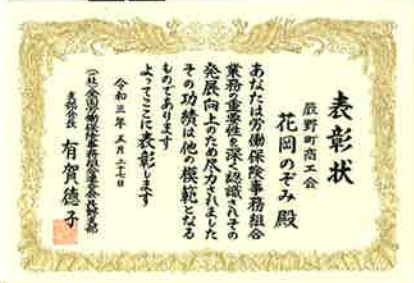 表彰状
辰野町商工会
花岡のぞみ殿
あなたは労働保険事務組合
業務の重要性を深く認識されその
発展向上のため尽力されました
その功績は他の模範となる
ものであります
よってここに表彰します
令和三年五月二十七日
(一社)全国労働保険事務組合連合会長野支部
支部会長 有賀徳子